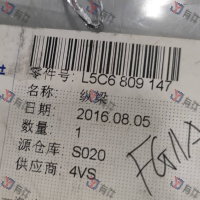 零件号: L5C6 809 147
名称: 纵梁
日期: 2016.08.05
数量: 1
源仓库: S020
供应商: 4VS
FG11A